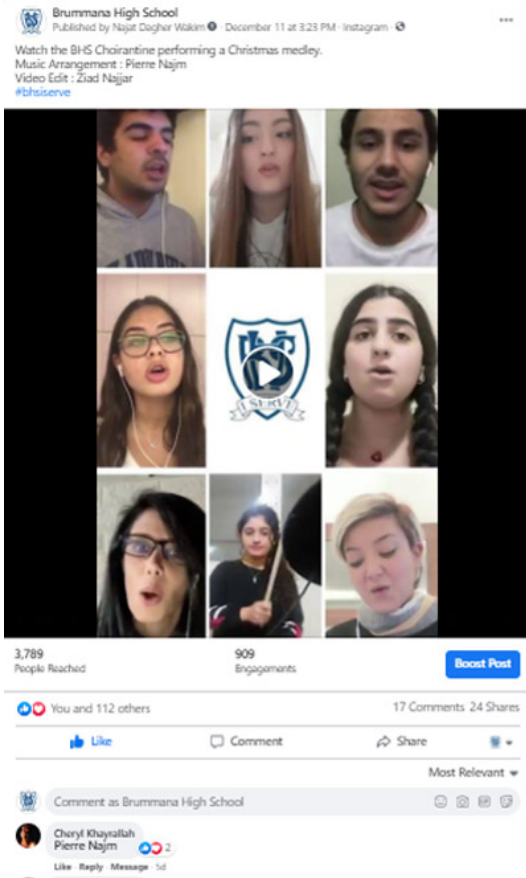 Brummana High School
Published by Najat Dagher Wakim · December 11 at 3:23 PM · Instagram ·
Watch the BHS Choirantine performing a Christmas medley.
Music Arrangement : Pierre Najm
Video Edit : Ziad Najjar
#bhsiserve
I SERVE
3,789
People Reached
909
Engagements
Boost Post
You and 112 others
17 Comments 24 Shares
Like
Comment
Share
Most Relevant
Comment as Brummana High School
GIF
Cheryl Khayrallah
Pierre Najm
2
Like · Reply · Message · 5d